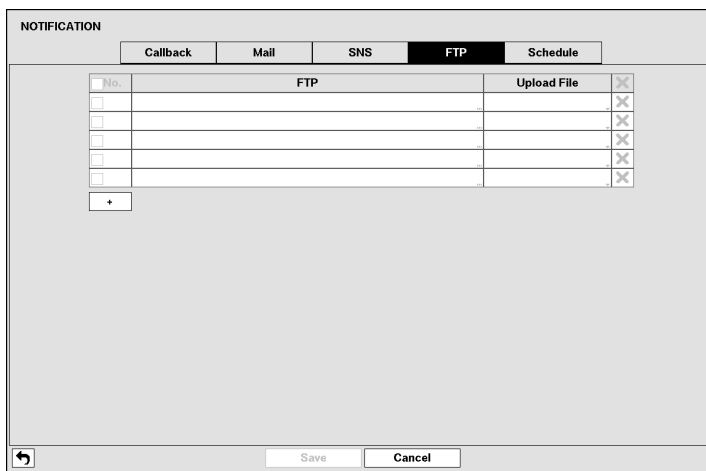 NOTIFICATION
Callback Mail SNS FTP Schedule
No. FTP Upload File
+
Save Cancel